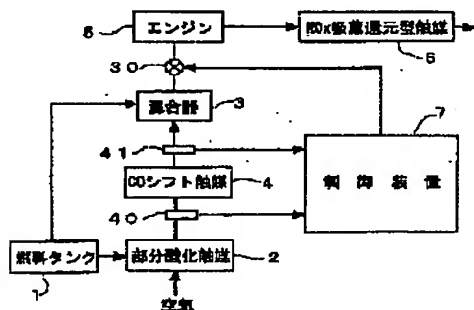 5
エンジン
NOx吸蔵還元型触媒
6
30
混合器
3
7
41
COシフト触媒
4
制御装置
40
燃料タンク
部分酸化触媒
2
1
空気